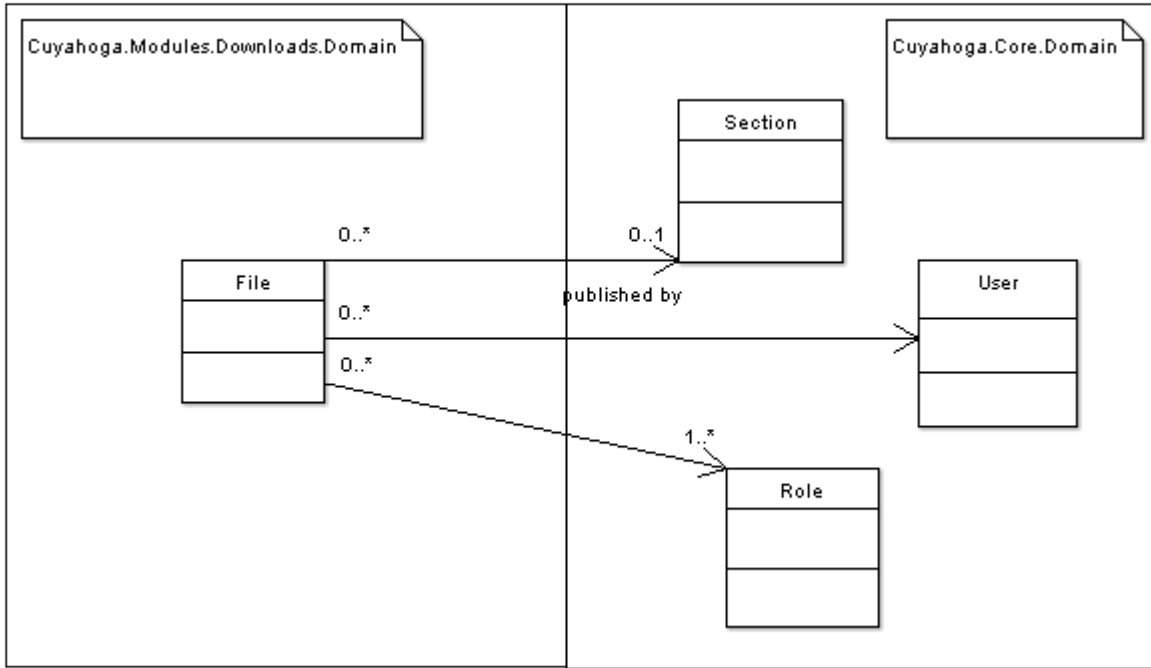 Cuyahoga.Modules.Downloads.Domain
Cuyahoga.Core.Domain
Section
0..*
0..1
File
published by
User
0..*
0..*
1..*
Role